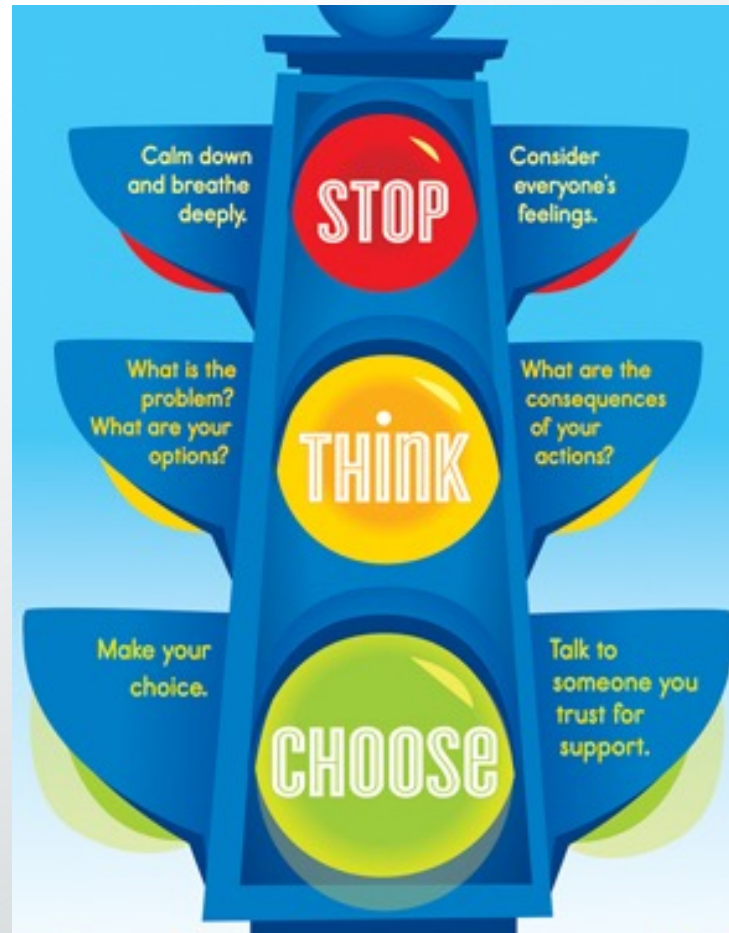 Calm down
and breathe
deeply.
STOP
Consider
everyone's
feelings.
What is the
problem?
What are your
options?
THINK
What are the
consequences
of your
actions?
Make your
choice.
CHOOSE
Talk to
someone you
trust for
support.